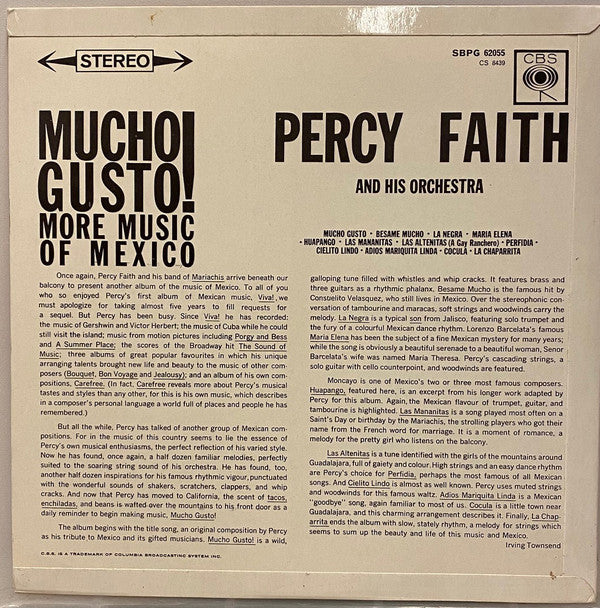 STEREO
SBPG 62055
CS 8439
CBS
MUCHO
GUSTO!
MORE MUSIC
OF MEXICO
PERCY FAITH
AND HIS ORCHESTRA
MUCHO GUSTO · BESAME MUCHO · LA NEGRA · MARIA ELENA
· HUAPANGO · LAS MANANITAS · LAS ALTENITAS (A Gay Ranchero) · PERFIDIA ·
CIELITO LINDO · ADIOS MARIQUITA LINDA · COCULÁ · LA CHAPARRITA
Once again, Percy Faith and his band of Mariachis arrive beneath our
balcony to present another album of the music of Mexico. To all of you
who so enjoyed Percy's first album of Mexican music, Viva!, we
must apologize for taking almost five years to fill requests for
a sequel. But Percy has been busy. Since Viva! he has recorded:
the music of Gershwin and Victor Herbert; the music of Cuba while he could
still visit the island; music from motion pictures including Porgy and Bess
and A Summer Place; the scores of the Broadway hit The Sound of
Music; three albums of great popular favourites in which his unique
arranging talents brought new life and beauty to the music of other com-
posers (Bouquet, Bon Voyage and Jealousy); and an album of his own com-
positions, Carefree. (In fact, Carefree reveals more about Percy's musical
tastes and styles than any other, for this is his own music, which describes
in a composer's personal language a world full of places and people he has
remembered.)
But all the while, Percy has talked of another group of Mexican com-
positions. For in the music of this country seems to lie the essence of
Percy's own musical enthusiasms, the perfect reflection of his varied style.
Now he has found, once again, a half dozen familiar melodies, perfectly
suited to the soaring string sound of his orchestra. He has found, too,
another half dozen inspirations for his famous rhythmic vigour, punctuated
with the wonderful sounds of shakers, scratchers, clappers, and whip
cracks. And now that Percy has moved to California, the scent of tacos,
enchiladas, and beans is wafted over the mountains to his front door as a
daily reminder to begin making music, Mucho Gusto!
The album begins with the title song, an original composition by Percy
as his tribute to Mexico and its gifted musicians. Mucho Gusto! is a wild,
galloping tune filled with whistles and whip cracks. It features brass and
three guitars as a rhythmic phalanx. Besame Mucho is the famous hit by
Consuelito Velasquez, who still lives in Mexico. Over the stereophonic con-
versation of tambourine and maracas, soft strings and woodwinds carry the
melody. La Negra is a typical son from Jalisco, featuring solo trumpet and
the fury of a colourful Mexican dance rhythm. Lorenzo Barcelata's famous
Maria Elena has been the subject of a fine Mexican mystery for many years;
while the song is obviously a beautiful serenade to a beautiful woman, Senor
Barcelata's wife was named Maria Theresa. Percy's cascading strings, a
solo guitar with cello counterpoint, and woodwinds are featured.
Moncayo is one of Mexico's two or three most famous composers.
Huapango, featured here, is an excerpt from his longer work adapted by
Percy for this album. Again, the Mexican flavour of trumpet, guitar, and
tambourine is highlighted. Las Mananitas is a song played most often on a
Saint's Day or birthday by the Mariachis, the strolling players who got their
name from the French word for marriage. It is a moment of romance, a
melody for the pretty girl who listens on the balcony.
Las Altenitas is a tune identified with the girls of the mountains around
Guadalajara, full of gaiety and colour. High strings and an easy dance rhythm
are Percy's choice for Perfidia, perhaps the most famous of all Mexican
songs. And Cielito Lindo is almost as well known. Percy uses muted strings
and woodwinds for this famous waltz. Adios Mariquita Linda is a Mexican
"goodbye" song, again familiar to most of us. Cocula is a little town near
Guadalajara, and this charming arrangement describes it. Finally, La Chap-
arrita ends the album with a slow, stately rhythm, a melody for strings which
seems to sum up the beauty and life of this music and Mexico.
Irving Townsend
C.B.S. IS A TRADEMARK OF COLUMBIA BROADCASTING SYSTEM INC.